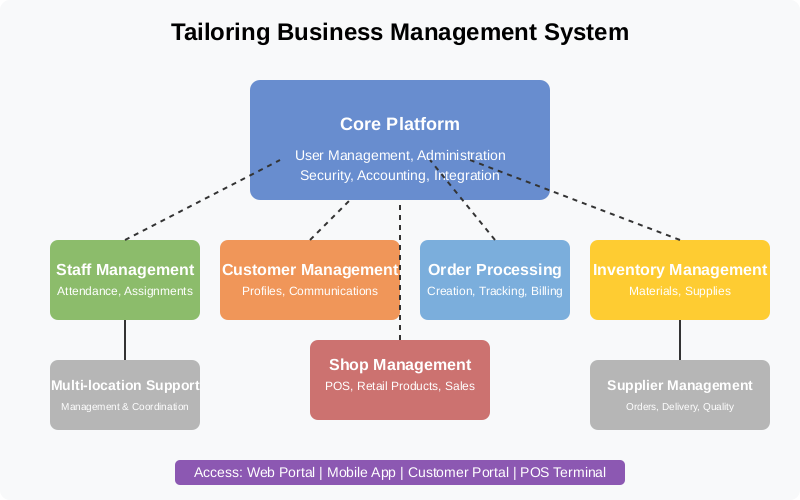 Tailoring Business Management System
Core Platform
User Management, Administration
Security, Accounting, Integration
Staff Management
Attendance, Assignments
Customer Management
Profiles, Communications
Order Processing
Creation, Tracking, Billing
Inventory Management
Materials, Supplies
Multi-location Support
Management & Coordination
Shop Management
POS, Retail Products, Sales
Supplier Management
Orders, Delivery, Quality
Access: Web Portal | Mobile App | Customer Portal | POS Terminal